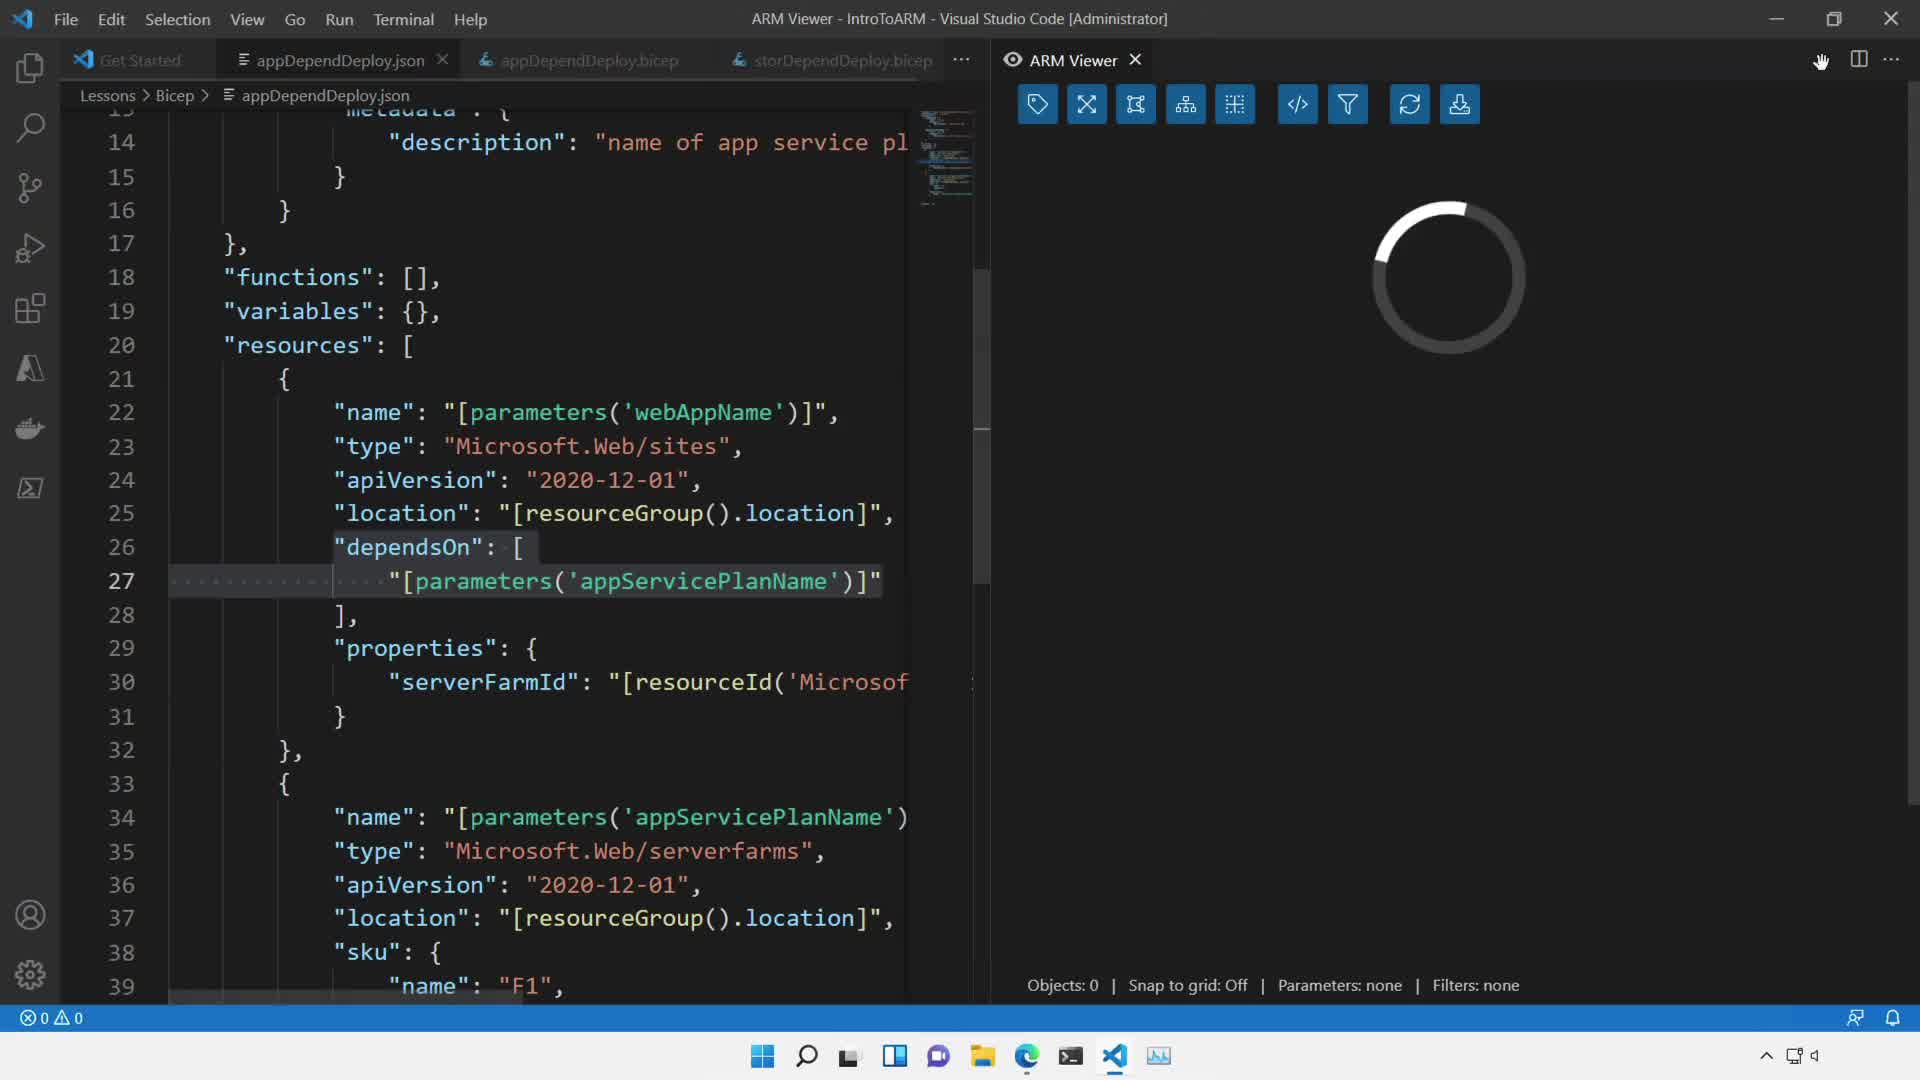 File Edit Selection View Go Run Terminal Help
ARM Viewer - IntroToARM - Visual Studio Code [Administrator]
Get Started
appDependDeploy.json
appDependDeploy.bicep
storDependDeploy.bicep
ARM Viewer
Lessons > Bicep > appDependDeploy.json
13 "metadata": {
14 "description": "name of app service pl
15 }
16 }
17 },
18 "functions": [],
19 "variables": {},
20 "resources": [
21 {
22 "name": "[parameters('webAppName')]",
23 "type": "Microsoft.Web/sites",
24 "apiVersion": "2020-12-01",
25 "location": "[resourceGroup().location]",
26 "dependsOn": [
27 "[parameters('appServicePlanName')]"
28 ],
29 "properties": {
30 "serverFarmId": "[resourceId('Microsof
31 }
32 },
33 {
34 "name": "[parameters('appServicePlanName')
35 "type": "Microsoft.Web/serverfarms",
36 "apiVersion": "2020-12-01",
37 "location": "[resourceGroup().location]",
38 "sku": {
39 "name": "F1",
Objects: 0 | Snap to grid: Off | Parameters: none | Filters: none
0 0